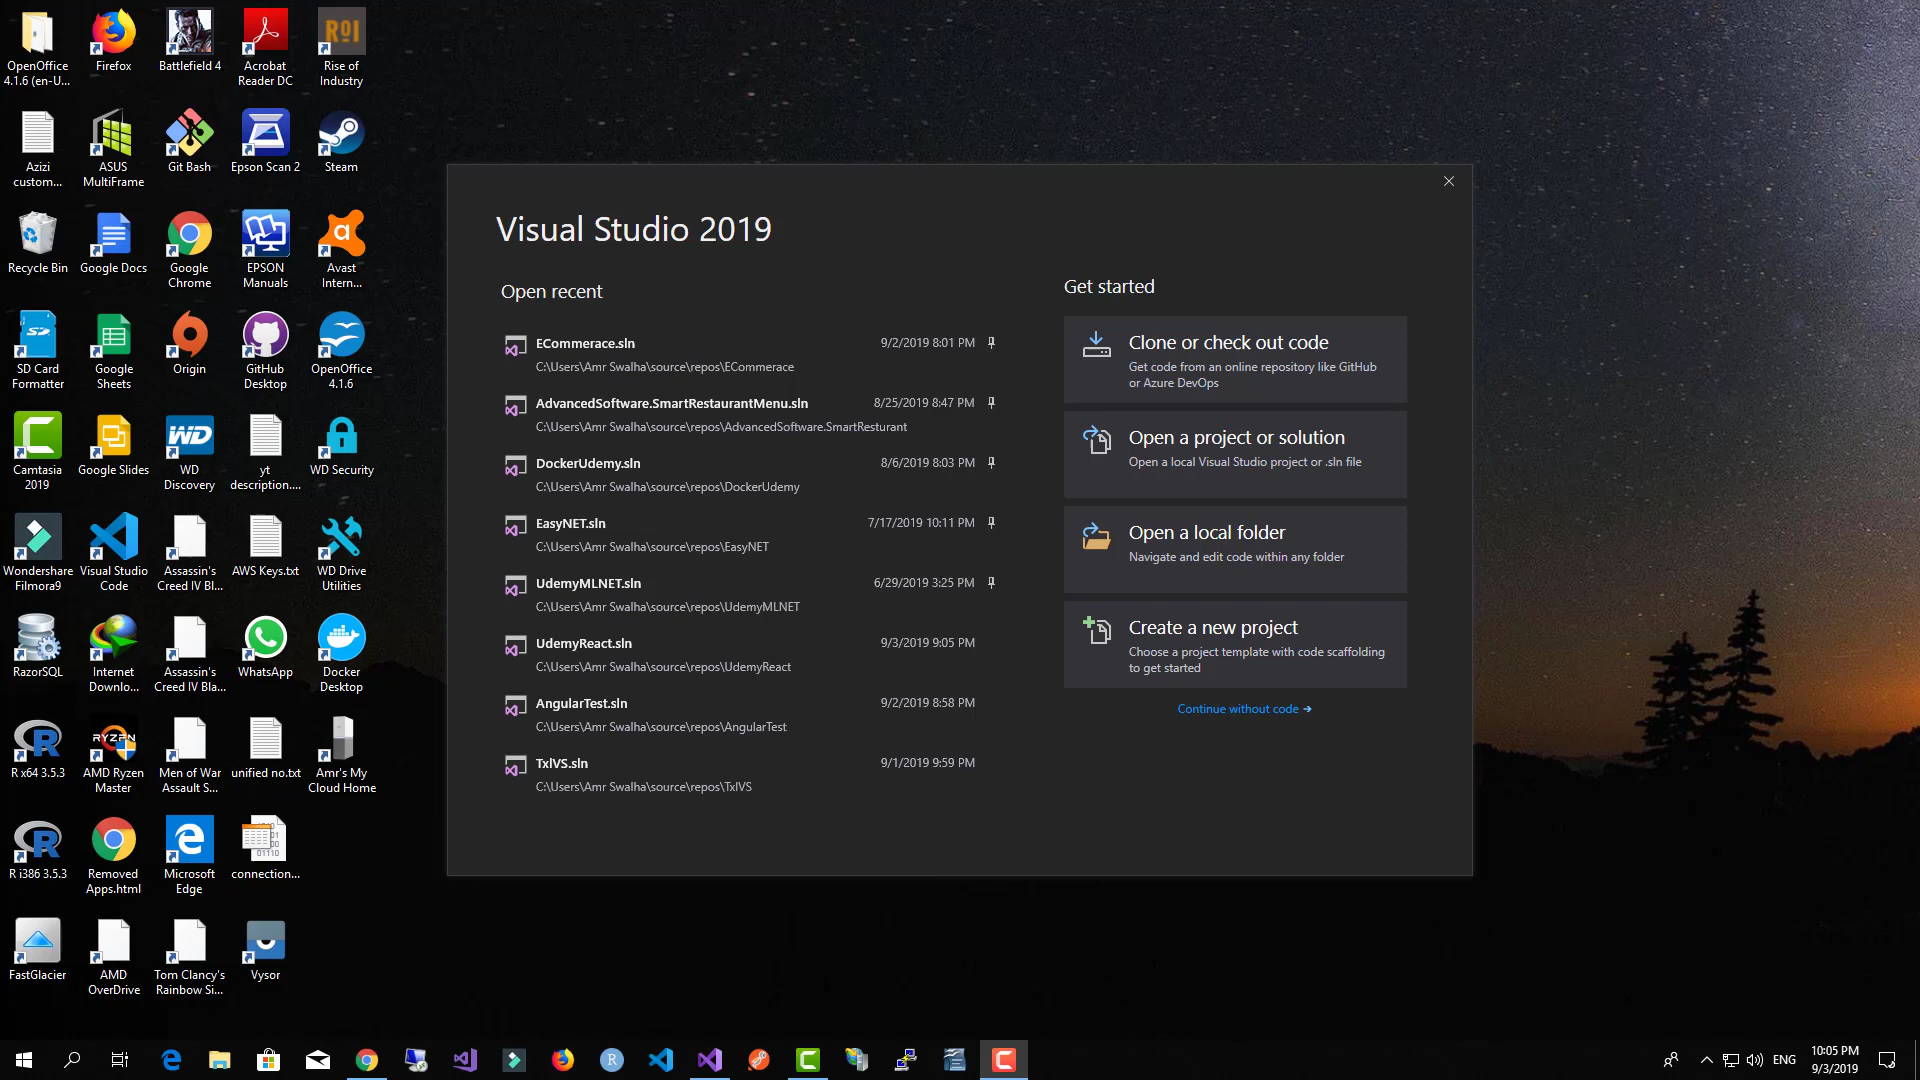 OpenOffice
4.1.6 (en-U...
Firefox
Battlefield 4
Acrobat
Reader DC
Rise of
Industry
Azizi
custom...
ASUS
MultiFrame
Git Bash
Epson Scan 2
Steam
Recycle Bin
Google Docs
Google
Chrome
EPSON
Manuals
Avast
Intern...
SD Card
Formatter
Google
Sheets
Origin
GitHub
Desktop
OpenOffice
4.1.6
Camtasia
2019
Google Slides
WD
Discovery
yt
description....
WD Security
Wondershare
Filmora9
Visual Studio
Code
Assassin's
Creed IV Bl...
AWS Keys.txt
WD Drive
Utilities
RazorSQL
Internet
Downlo...
Assassin's
Creed IV Bla...
WhatsApp
Docker
Desktop
R x64 3.5.3
AMD Ryzen
Master
Men of War
Assault S...
unified no.txt
Amr's My
Cloud Home
R i386 3.5.3
Removed
Apps.html
Microsoft
Edge
connection...
FastGlacier
AMD
OverDrive
Tom Clancy's
Rainbow Si...
Vysor
Visual Studio 2019
Open recent
ECommerace.sln
9/2/2019 8:01 PM
C:\Users\Amr Swalha\source\repos\ECommerace
AdvancedSoftware.SmartRestaurantMenu.sln
8/25/2019 8:47 PM
C:\Users\Amr Swalha\source\repos\AdvancedSoftware.SmartResturant
DockerUdemy.sln
8/6/2019 8:03 PM
C:\Users\Amr Swalha\source\repos\DockerUdemy
EasyNET.sln
7/17/2019 10:11 PM
C:\Users\Amr Swalha\source\repos\EasyNET
UdemyMLNET.sln
6/29/2019 3:25 PM
C:\Users\Amr Swalha\source\repos\UdemyMLNET
UdemyReact.sln
9/3/2019 9:05 PM
C:\Users\Amr Swalha\source\repos\UdemyReact
AngularTest.sln
9/2/2019 8:58 PM
C:\Users\Amr Swalha\source\repos\AngularTest
TxIVS.sln
9/1/2019 9:59 PM
C:\Users\Amr Swalha\source\repos\TxIVS
Get started
Clone or check out code
Get code from an online repository like GitHub
or Azure DevOps
Open a project or solution
Open a local Visual Studio project or .sln file
Open a local folder
Navigate and edit code within any folder
Create a new project
Choose a project template with code scaffolding
to get started
Continue without code
ENG
10:05 PM
9/3/2019